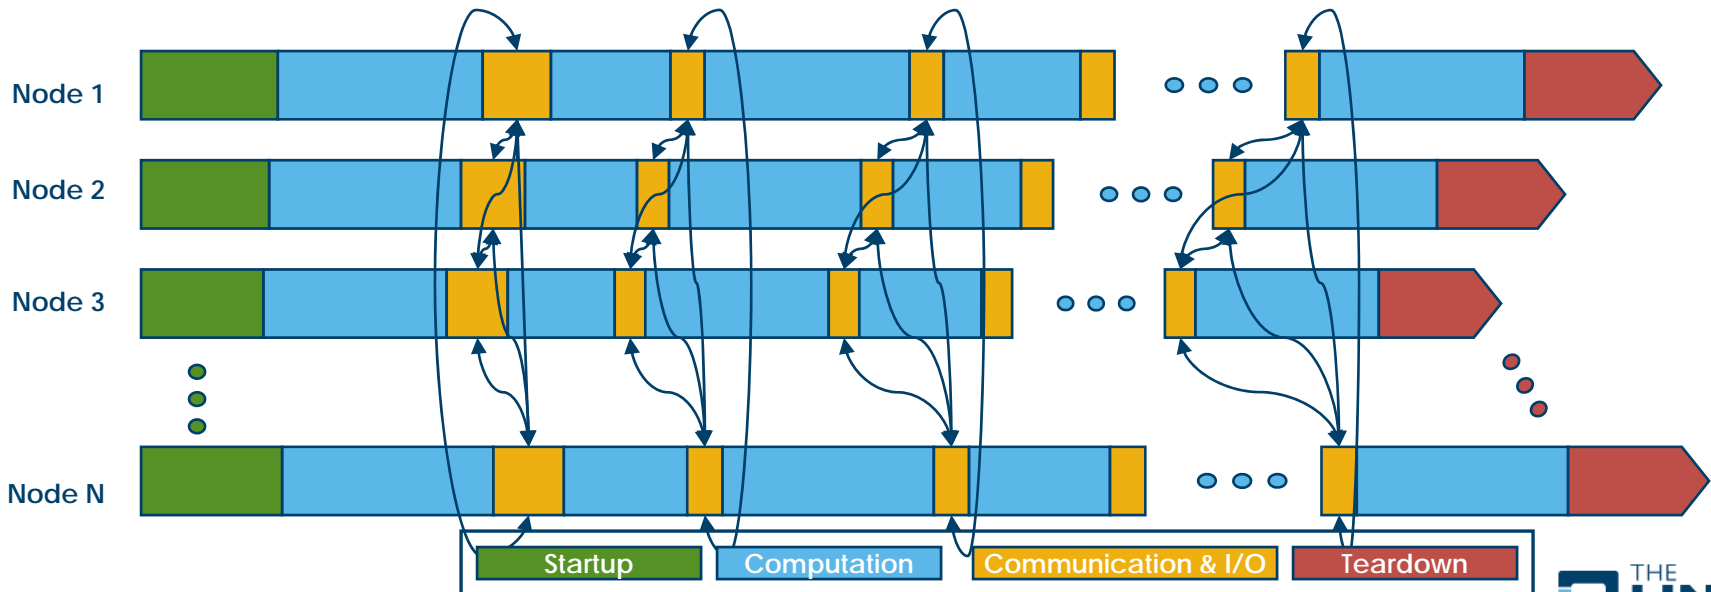 Node 1
Node 2
Node 3
Node N
Startup
Computation
Communication & I/O
Teardown
THE